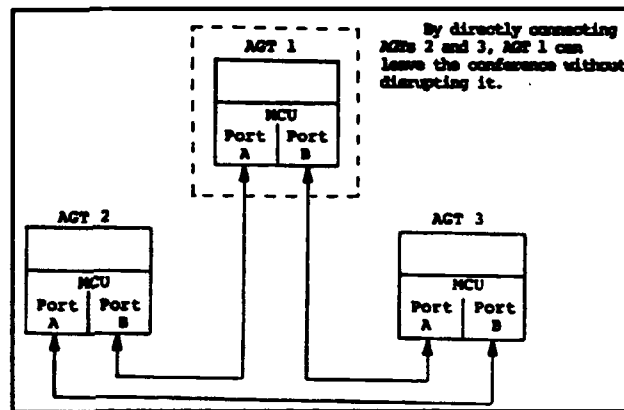 By directly connecting
AGTs 2 and 3, AGT 1 can
leave the conference without
disrupting it.
AGT 1
MCU
Port A
Port B
AGT 2
MCU
Port A
Port B
AGT 3
MCU
Port A
Port B